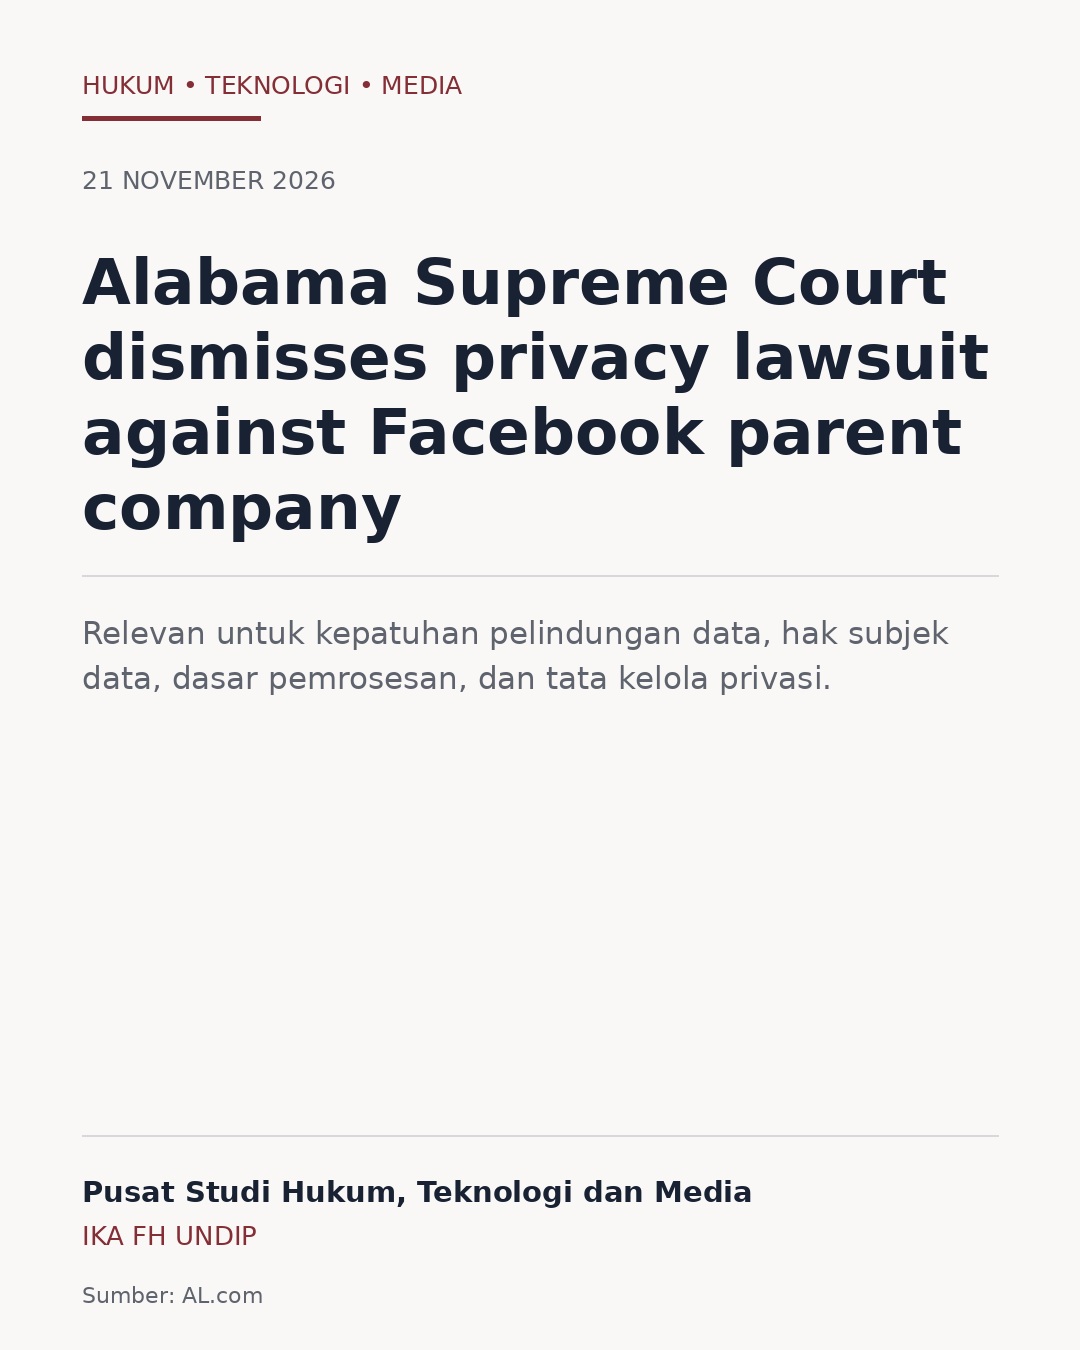 HUKUM • TEKNOLOGI • MEDIA
21 NOVEMBER 2026
Alabama Supreme Court
dismisses privacy lawsuit
against Facebook parent
company
Relevan untuk kepatuhan pelindungan data, hak subjek
data, dasar pemrosesan, dan tata kelola privasi.
Pusat Studi Hukum, Teknologi dan Media
IKA FH UNDIP
Sumber: AL.com